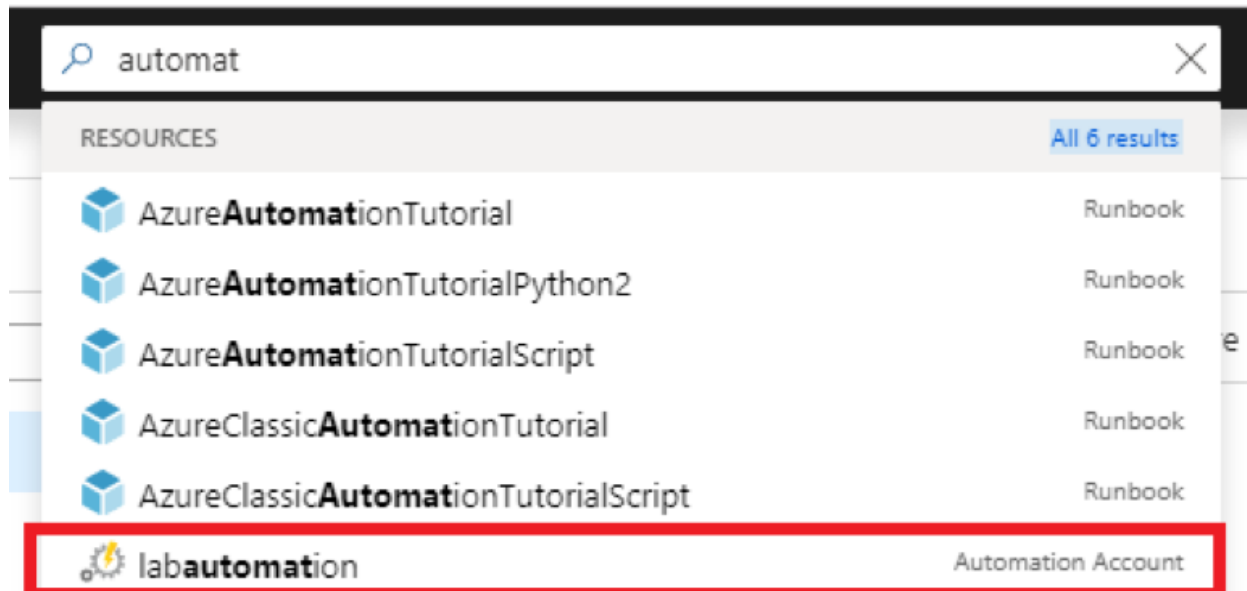 automat
RESOURCES All 6 results
AzureAutomationTutorial Runbook
AzureAutomationTutorialPython2 Runbook
AzureAutomationTutorialScript Runbook
e
AzureClassicAutomationTutorial Runbook
AzureClassicAutomationTutorialScript Runbook
labautomation Automation Account